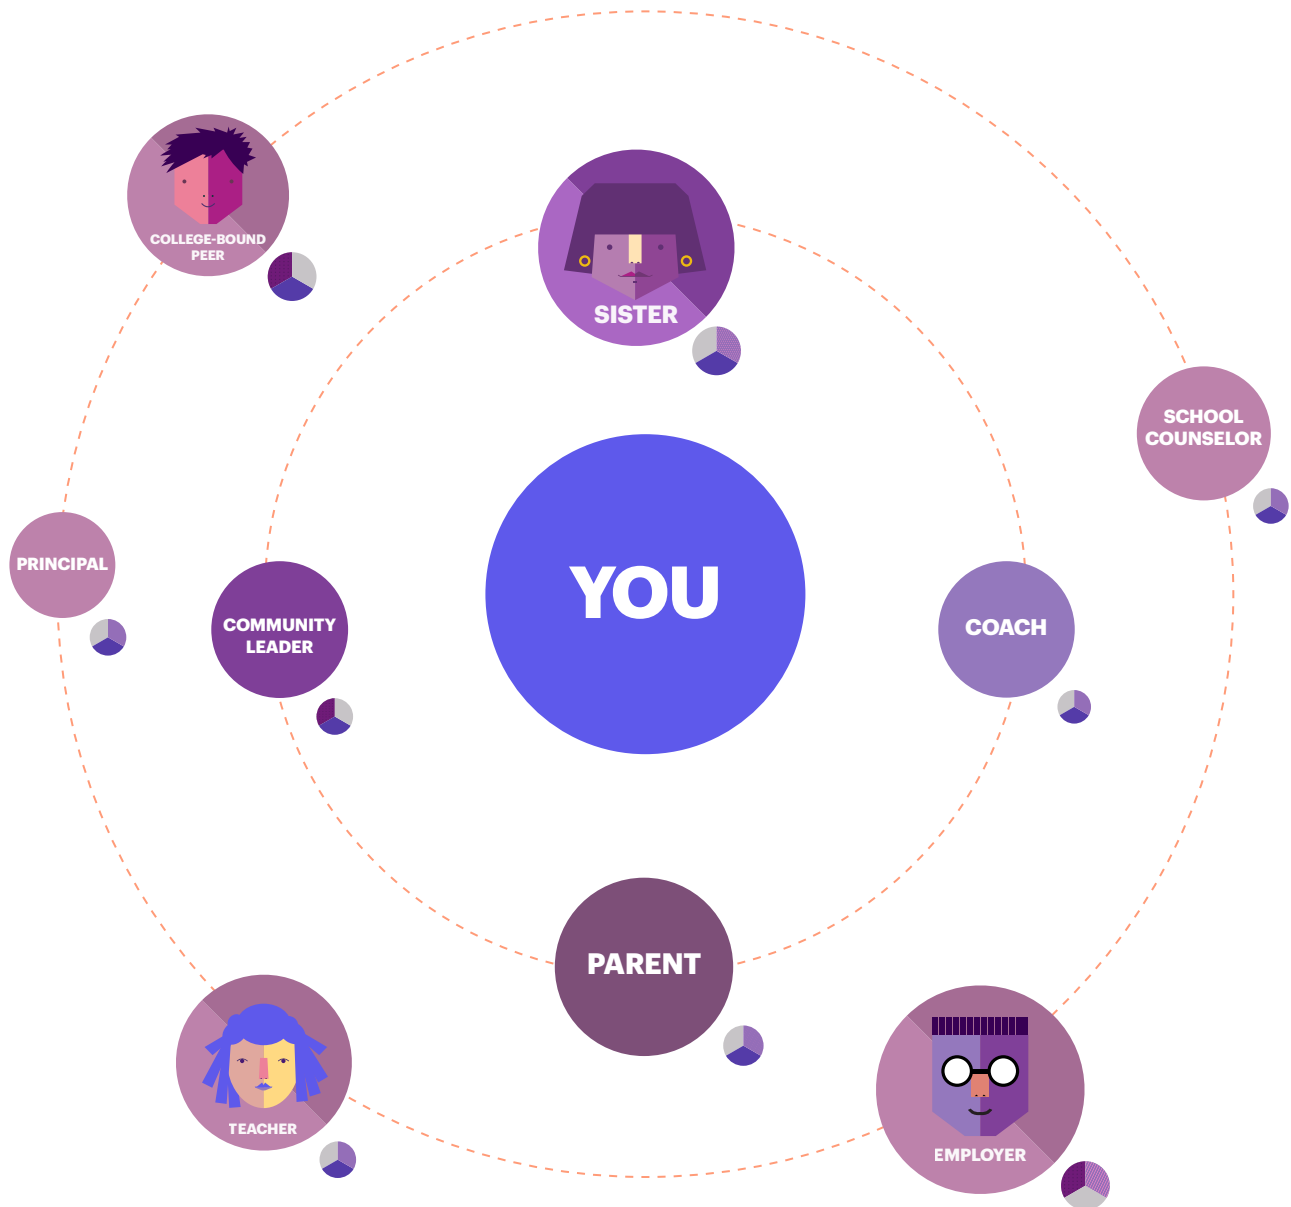 COLLEGE-BOUND
PEER
SISTER
SCHOOL
COUNSELOR
PRINCIPAL
COMMUNITY
LEADER
YOU
COACH
PARENT
TEACHER
EMPLOYER